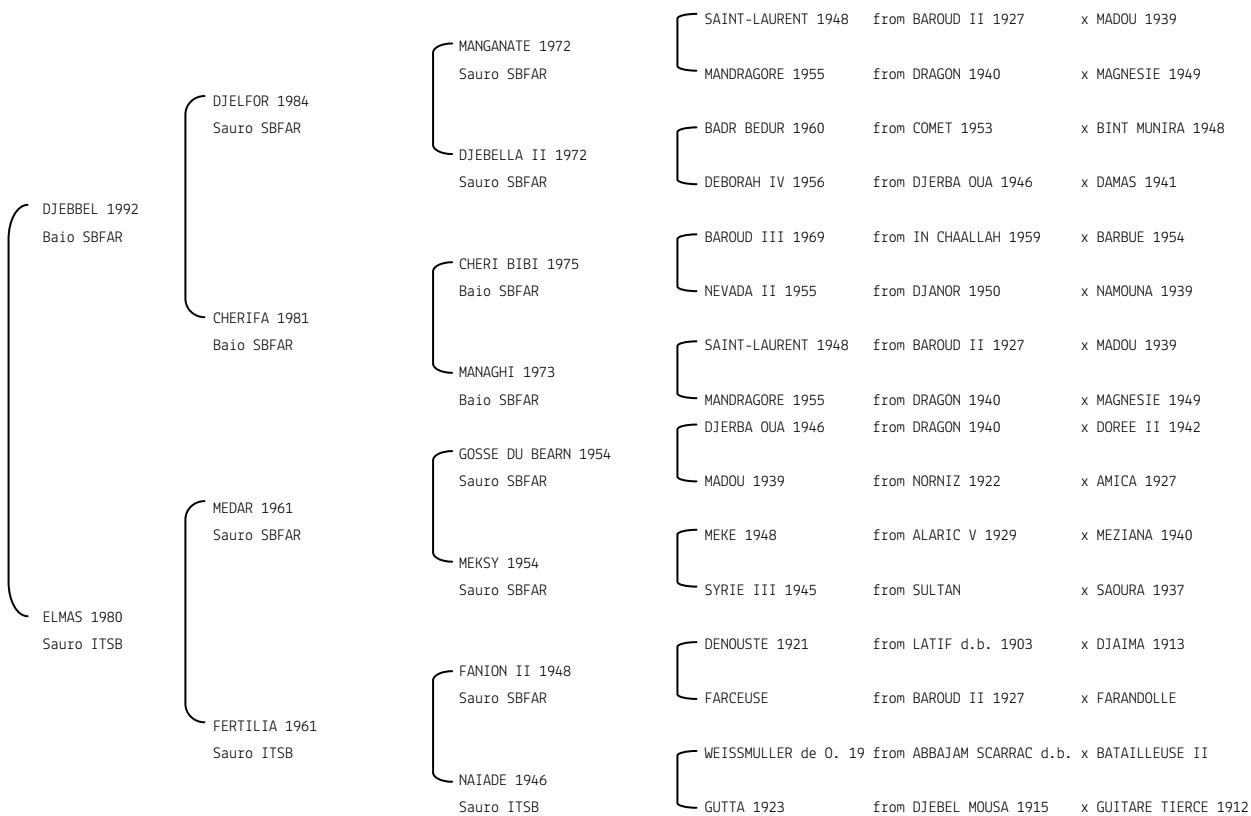 SAINT-LAURENT 1948 from BAROUD II 1927 x MADOU 1939
MANGANATE 1972
Sauro SBFAR
MANDRAGORE 1955 from DRAGON 1940 x MAGNESIE 1949
DJELFOR 1984
Sauro SBFAR
BADR BEDUR 1960 from COMET 1953 x BINT MUNIRA 1948
DJEBELLA II 1972
Sauro SBFAR
DEBORAH IV 1956 from DJERBA OUA 1946 x DAMAS 1941
DJEBBEL 1992
Baio SBFAR
BAROUD III 1969 from IN CHAALLAH 1959 x BARBUE 1954
CHERI BIBI 1975
Baio SBFAR
NEVADA II 1955 from DJANOR 1950 x NAMOUNA 1939
CHERIFA 1981
Baio SBFAR
SAINT-LAURENT 1948 from BAROUD II 1927 x MADOU 1939
MANAGHI 1973
Baio SBFAR
MANDRAGORE 1955 from DRAGON 1940 x MAGNESIE 1949
DJERBA OUA 1946 from DRAGON 1940 x DOREE II 1942
GOSSE DU BEARN 1954
Sauro SBFAR
MADOU 1939 from NORNIZ 1922 x AMICA 1927
MEDAR 1961
Sauro SBFAR
MEKE 1948 from ALARIC V 1929 x MEZIANA 1940
MEKSY 1954
Sauro SBFAR
SYRIE III 1945 from SULTAN x SAOURA 1937
ELMAS 1980
Sauro ITSB
DENOUSTE 1921 from LATIF d.b. 1903 x DJAIMA 1913
FANION II 1948
Sauro SBFAR
FARCEUSE from BAROUD II 1927 x FARANDOLLE
FERTILIA 1961
Sauro ITSB
WEISSMULLER de O. 19 from ABBAJAM SCARRAC d.b. x BATAILLEUSE II
NAIADE 1946
Sauro ITSB
GUTTA 1923 from DJEBEL MOUSA 1915 x GUITARE TIERCE 1912